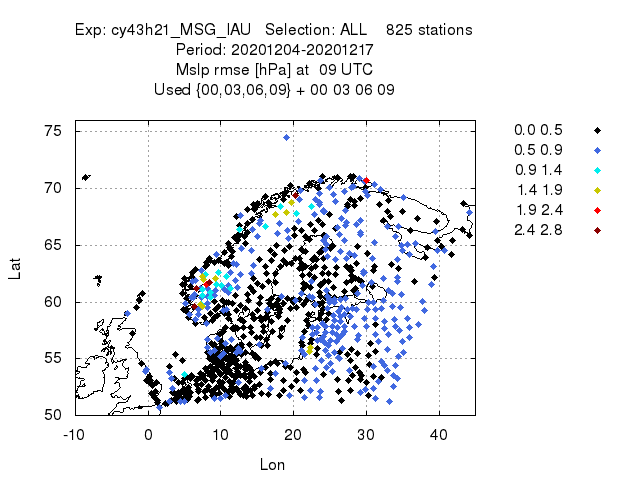 Exp: cy43h21_MSG_IAU Selection: ALL 825 stations
Period: 20201204-20201217
Mslp rmse [hPa] at 09 UTC
Used {00,03,06,09} + 00 03 06 09
75
70
65
60
55
50
-10 0 10 20 30 40
Lat
Lon
0.0 0.5
0.5 0.9
0.9 1.4
1.4 1.9
1.9 2.4
2.4 2.8